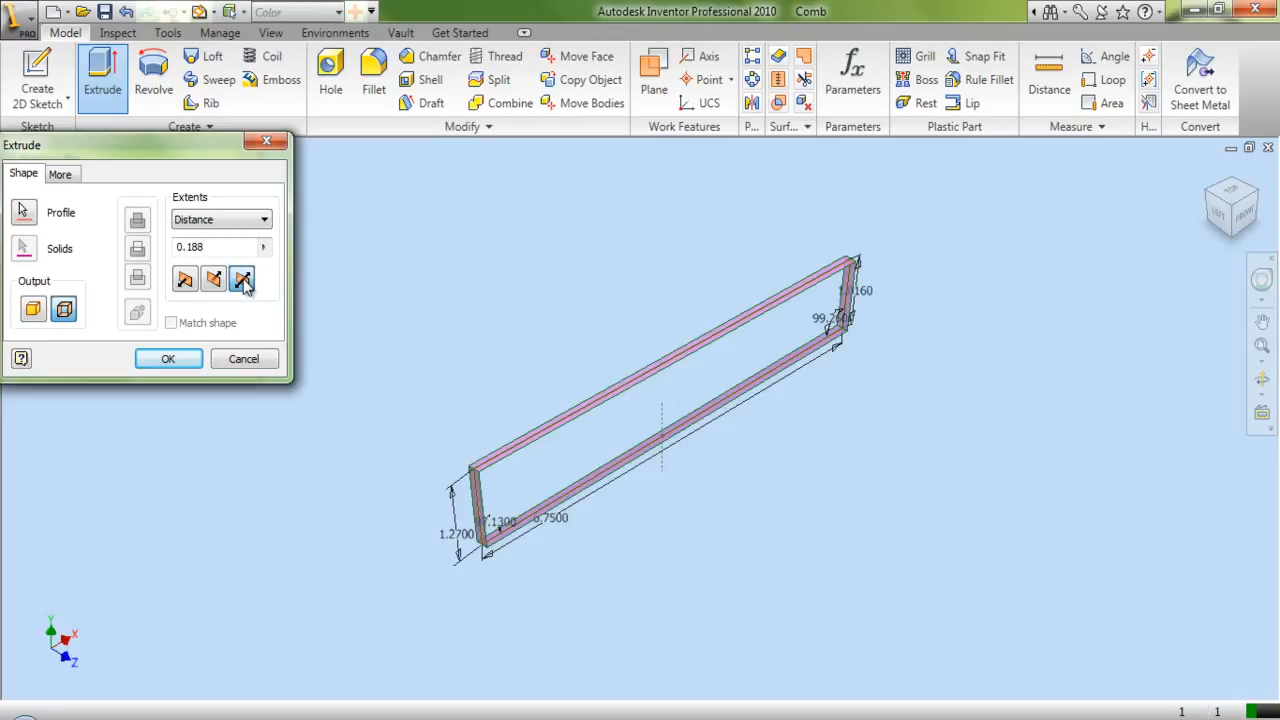 PRO
Color
Autodesk Inventor Professional 2010 Comb
Model Inspect Tools Manage View Environments Vault Get Started
Create 2D Sketch
Extrude
Revolve
Loft
Sweep
Rib
Coil
Emboss
Hole
Fillet
Chamfer
Shell
Draft
Thread
Split
Combine
Move Face
Copy Object
Move Bodies
Plane
Axis
Point
UCS
Parameters
Grill
Boss
Rest
Snap Fit
Rule Fillet
Lip
Distance
Angle
Loop
Area
Convert to Sheet Metal
Sketch Create Modify Work Features P... Surf... Parameters Plastic Part Measure H... Convert
Extrude
Shape More
Profile
Solids
Output
Extents
Distance
0.188
Match shape
OK Cancel
TOP
LEFT FRONT
1.2700
Y
X
Z
1 1